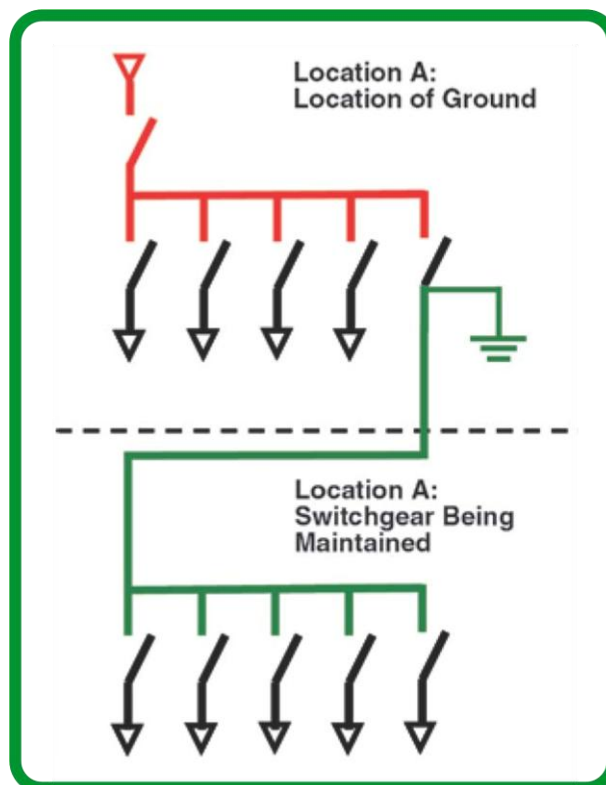 Location A:
Location of Ground
Location A:
Switchgear Being
Maintained